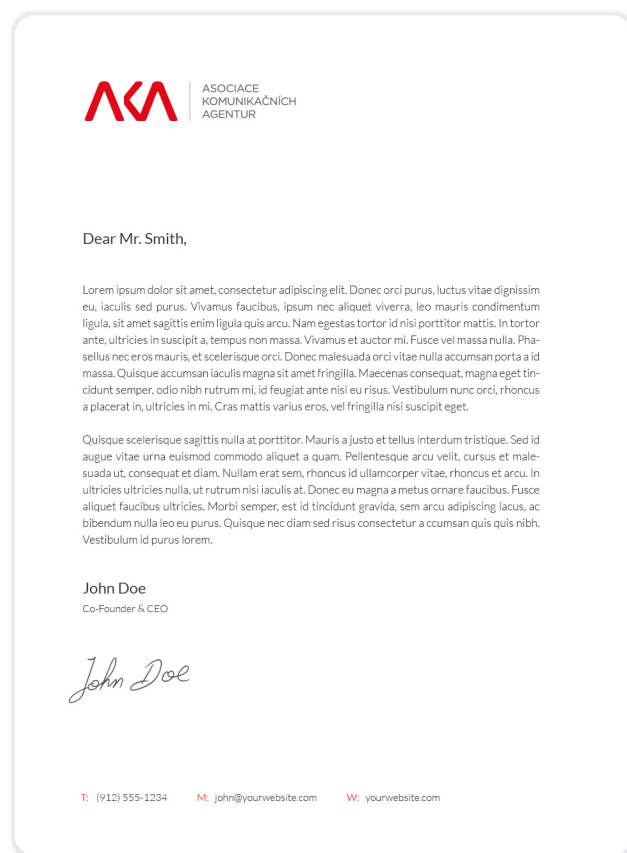 AKA
ASOCIACE
KOMUNIKAČNÍCH
AGENTUR
Dear Mr. Smith,
Lorem ipsum dolor sit amet, consectetur adipiscing elit. Donec orci purus, luctus vitae dignissim
eu, iaculis sed purus. Vivamus faucibus, ipsum nec aliquet viverra, leo mauris condimentum
ligula, sit amet sagittis enim ligula quis arcu. Nam egestas tortor id nisi porttitor mattis. In tortor
ante, ultricies in suscipit a, tempus non massa. Vivamus et auctor mi. Fusce vel massa nulla. Pha-
sellus nec eros mauris, et scelerisque orci. Donec malesuada orci vitae nulla accumsan porta a id
massa. Quisque accumsan iaculis magna sit amet fringilla. Maecenas consequat, magna eget tin-
cidunt semper, odio nibh rutrum mi, id feugiat ante nisi eu risus. Vestibulum nunc orci, rhoncus
a placerat in, ultricies in mi. Cras mattis varius eros, vel fringilla nisi suscipit eget.
Quisque scelerisque sagittis nulla at porttitor. Mauris a justo et tellus interdum tristique. Sed id
augue vitae urna euismod commodo aliquet a quam. Pellentesque arcu velit, cursus et male-
suada ut, consequat et diam. Nullam erat sem, rhoncus id ullamcorper vitae, rhoncus et arcu. In
ultricies ultricies nulla, ut rutrum nisi iaculis at. Donec eu magna a metus ornare faucibus. Fusce
aliquet faucibus ultricies. Morbi semper, est id tincidunt gravida, sem arcu adipiscing lacus, ac
bibendum nulla leo eu purus. Quisque nec diam sed risus consectetur a ccumsan quis quis nibh.
Vestibulum id purus lorem.
John Doe
Co-Founder & CEO
John Doe
T: (912) 555-1234 M: john@yourwebsite.com W: yourwebsite.com